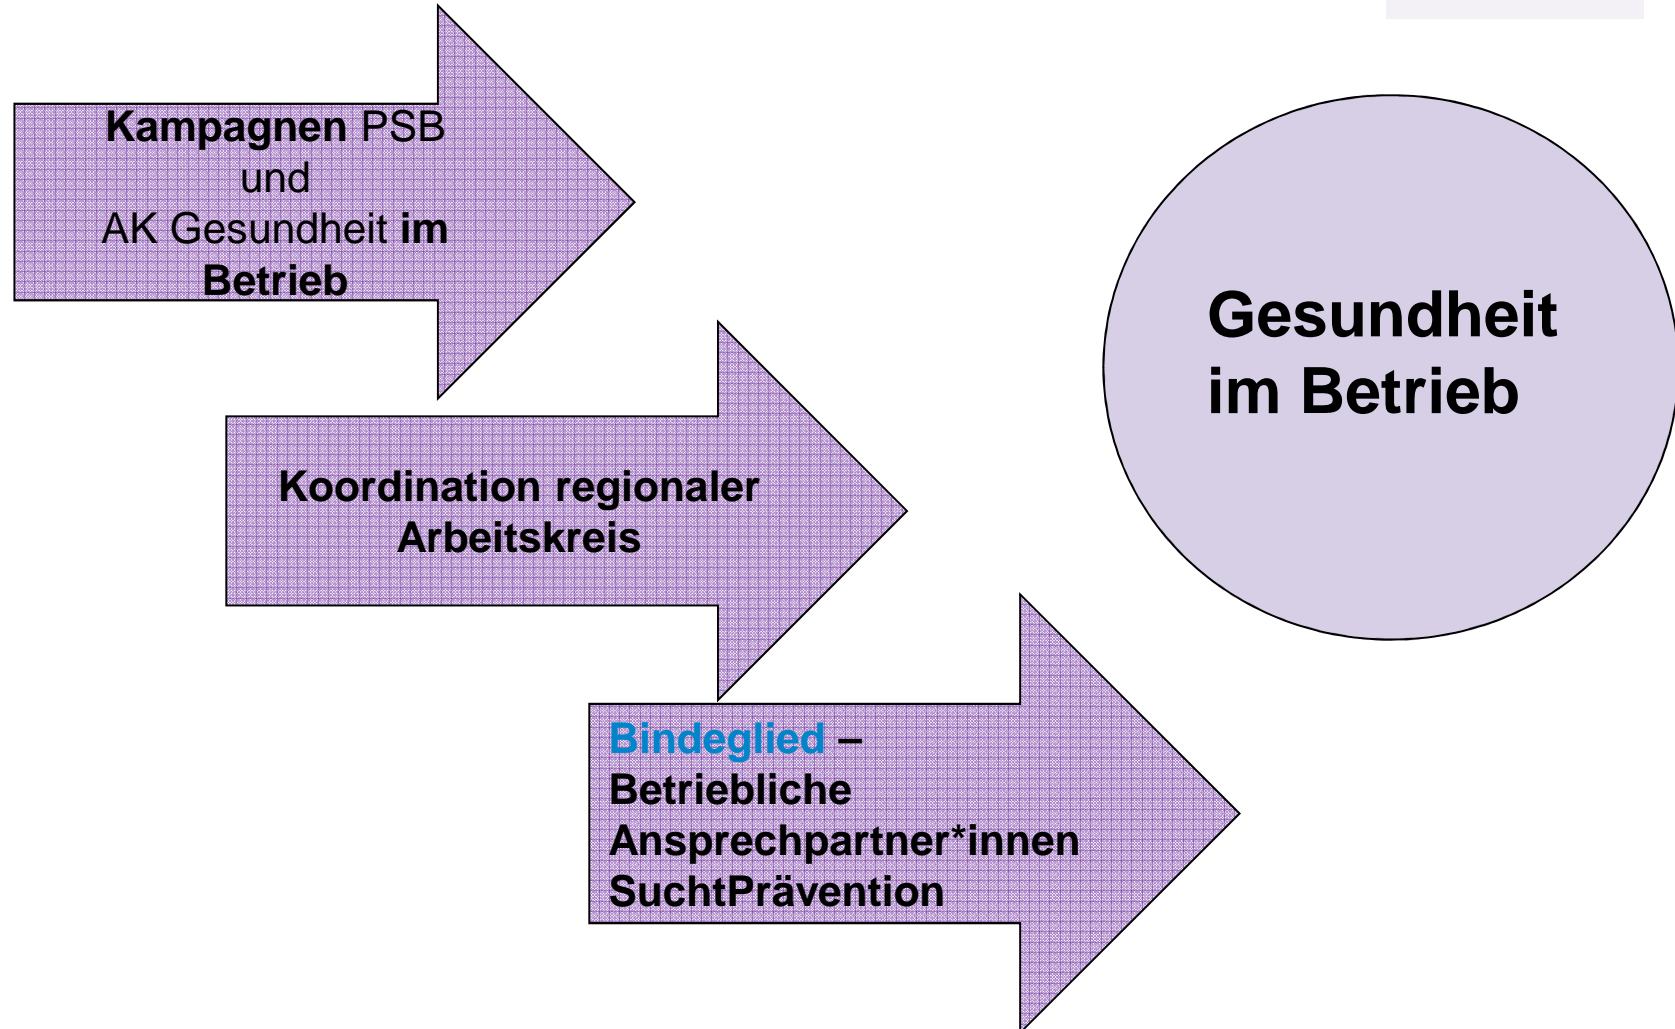 Kampagnen PSB
und
AK Gesundheit im
Betrieb
Gesundheit
im Betrieb
Koordination regionaler
Arbeitskreis
Bindeglied –
Betriebliche
Ansprechpartner*innen
SuchtPrävention